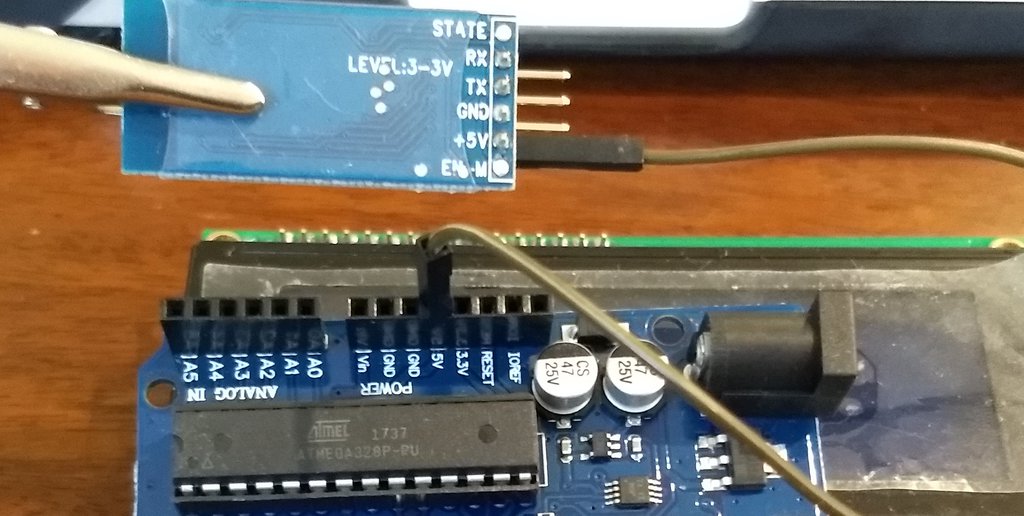 STATE
RX
LEVEL:3-3V
TX
GND
+5V
EN-M
A5
A4
A3
A2
A1
A0
ANALOG IN
Vin
GND
GND
5V
3.3V
RESET
IOREF
POWER
CS
47
25V
47
25V
ATMEL
1737
ATMEGA328P-PU